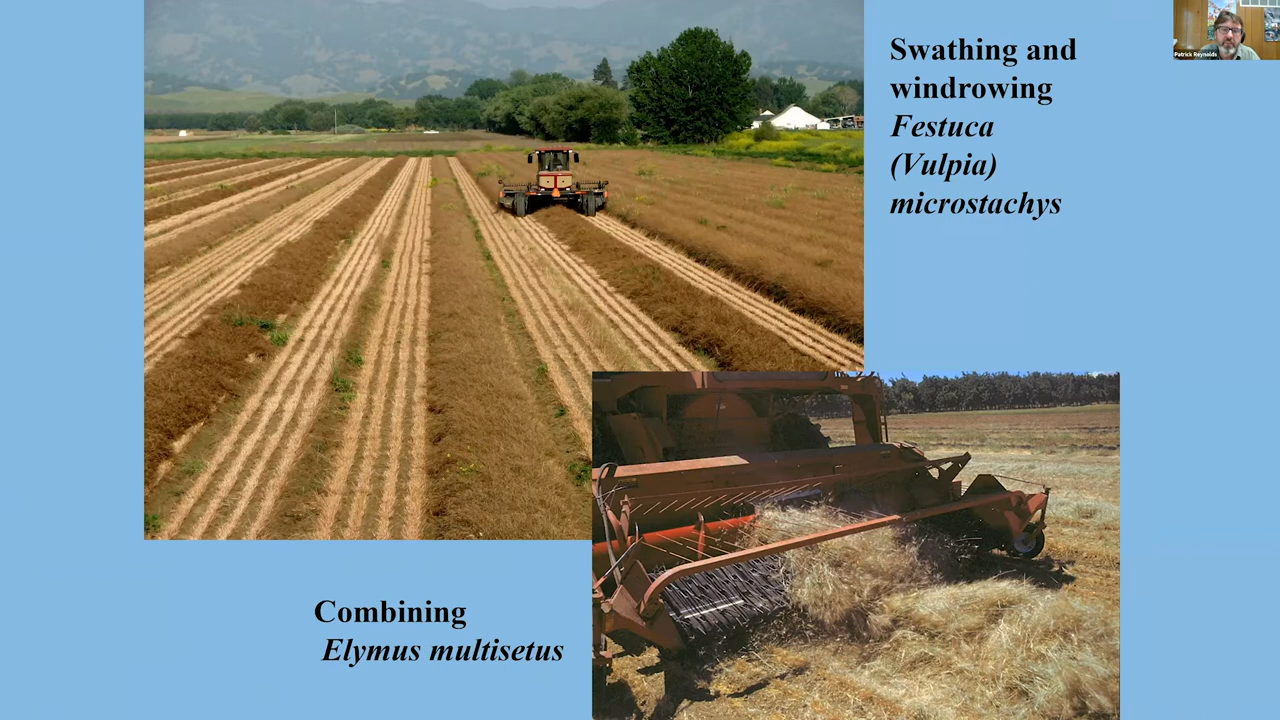 Swathing and
windrowing
Festuca
(Vulpia)
microstachys
Patrick Reynolds
Combining
Elymus multisetus